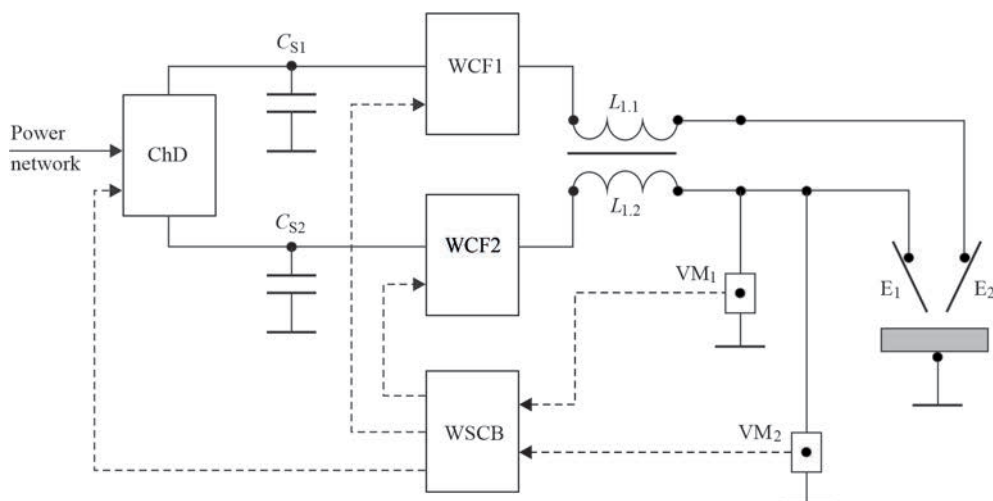 C_S1
WCF1
L_1.1
Power
network
ChD
L_1.2
C_S2
WCF2
VM_1
E_1
E_2
WSCB
VM_2